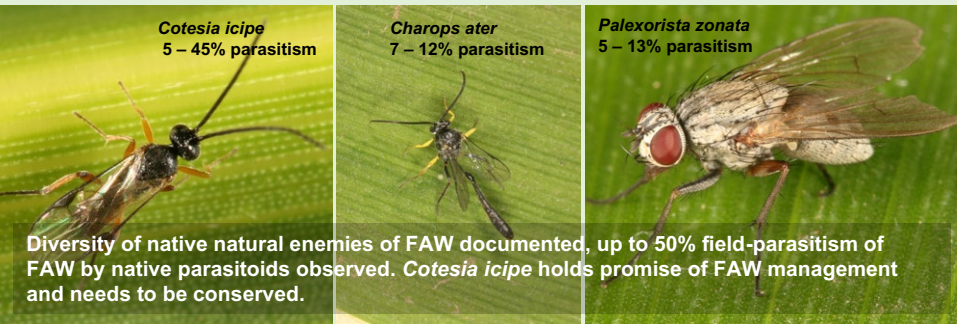 Cotesia icipe
5 – 45% parasitism
Charops ater
7 – 12% parasitism
Palexorista zonata
5 – 13% parasitism
Diversity of native natural enemies of FAW documented, up to 50% field-parasitism of
FAW by native parasitoids observed. Cotesia icipe holds promise of FAW management
and needs to be conserved.